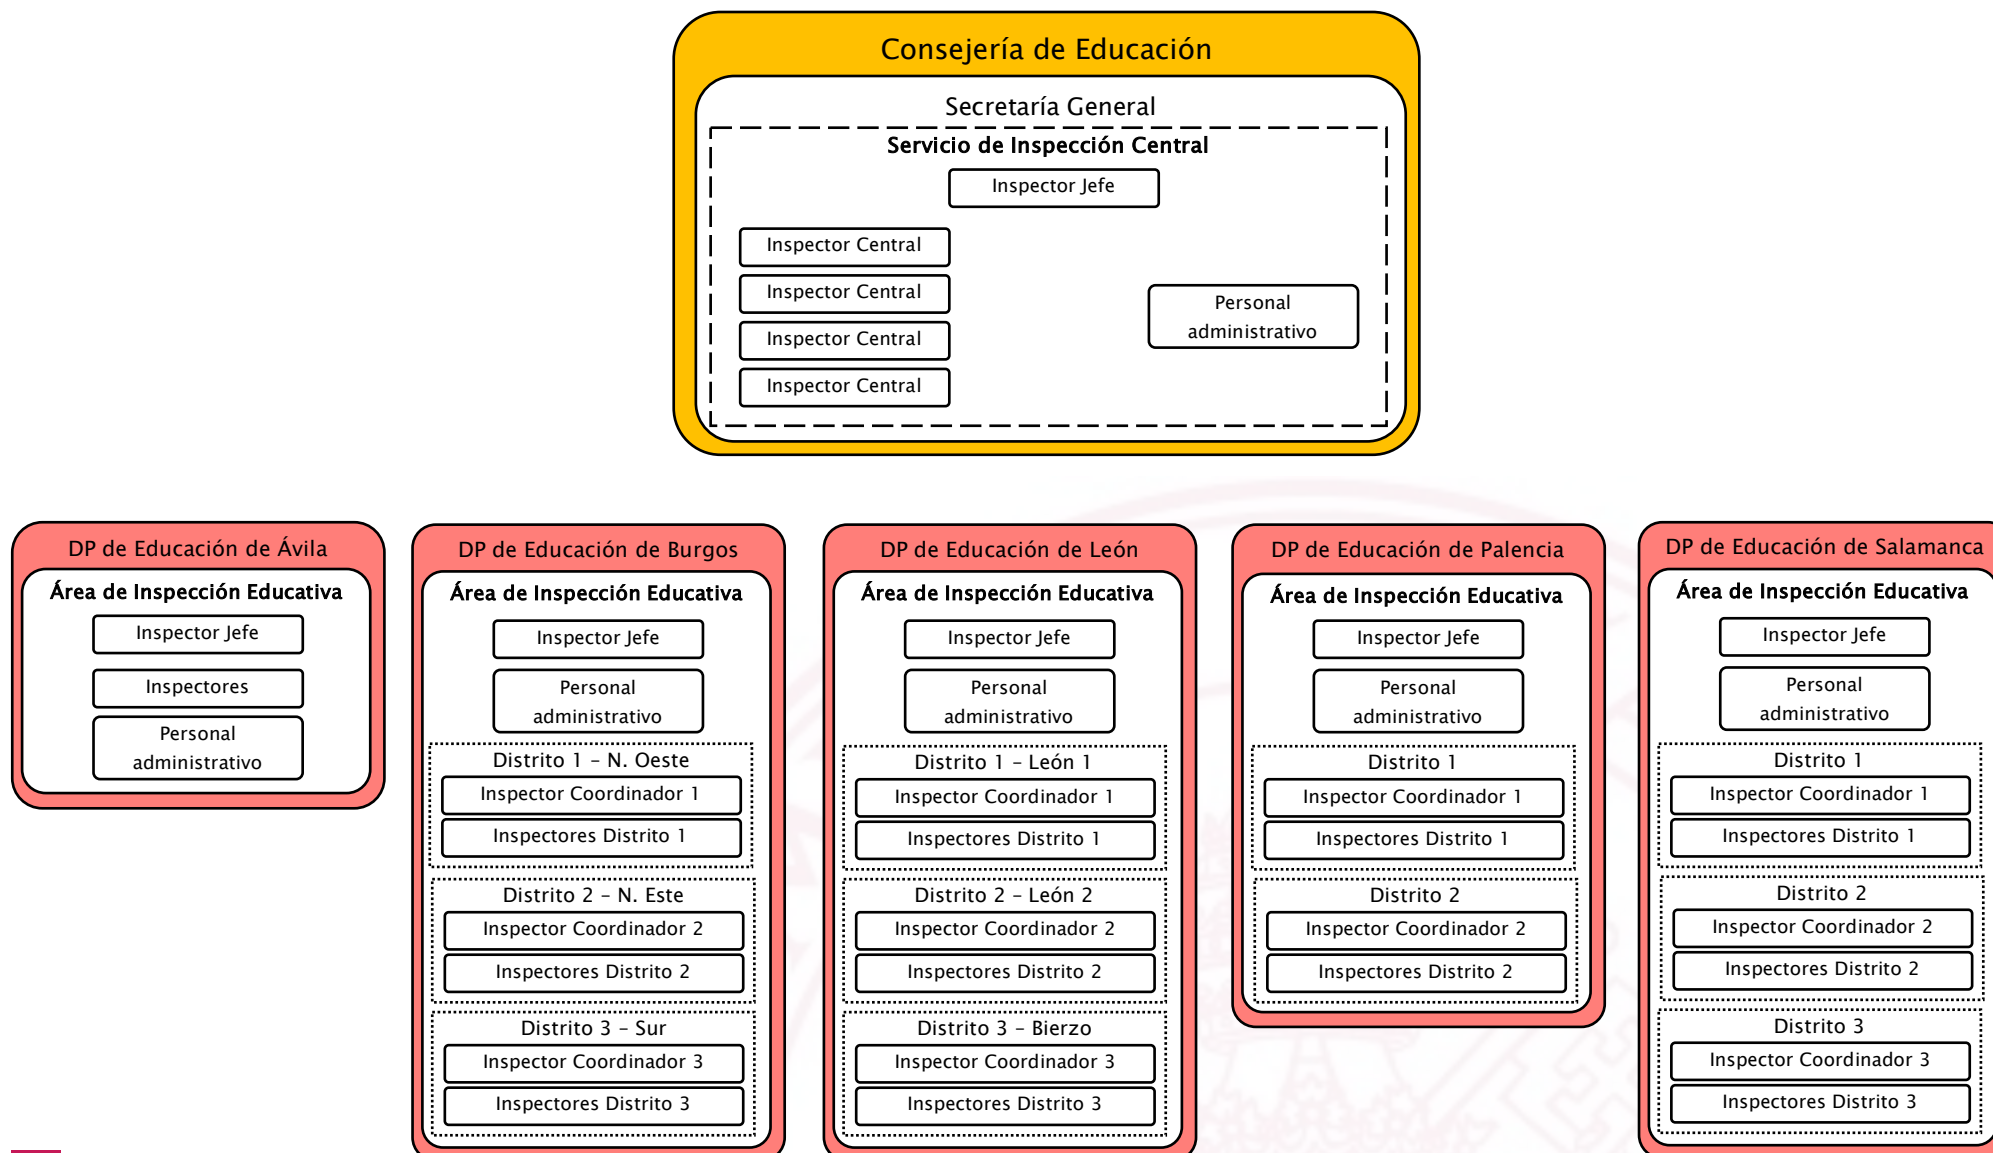 Consejería de Educación
Secretaría General
Servicio de Inspección Central
Inspector Jefe
Inspector Central
Inspector Central
Inspector Central
Inspector Central
Personal
administrativo
DP de Educación de Ávila
Área de Inspección Educativa
Inspector Jefe
Inspectores
Personal
administrativo
DP de Educación de Burgos
Área de Inspección Educativa
Inspector Jefe
Personal
administrativo
Distrito 1 – N. Oeste
Inspector Coordinador 1
Inspectores Distrito 1
Distrito 2 – N. Este
Inspector Coordinador 2
Inspectores Distrito 2
Distrito 3 – Sur
Inspector Coordinador 3
Inspectores Distrito 3
DP de Educación de León
Área de Inspección Educativa
Inspector Jefe
Personal
administrativo
Distrito 1 – León 1
Inspector Coordinador 1
Inspectores Distrito 1
Distrito 2 – León 2
Inspector Coordinador 2
Inspectores Distrito 2
Distrito 3 – Bierzo
Inspector Coordinador 3
Inspectores Distrito 3
DP de Educación de Palencia
Área de Inspección Educativa
Inspector Jefe
Personal
administrativo
Distrito 1
Inspector Coordinador 1
Inspectores Distrito 1
Distrito 2
Inspector Coordinador 2
Inspectores Distrito 2
DP de Educación de Salamanca
Área de Inspección Educativa
Inspector Jefe
Personal
administrativo
Distrito 1
Inspector Coordinador 1
Inspectores Distrito 1
Distrito 2
Inspector Coordinador 2
Inspectores Distrito 2
Distrito 3
Inspector Coordinador 3
Inspectores Distrito 3